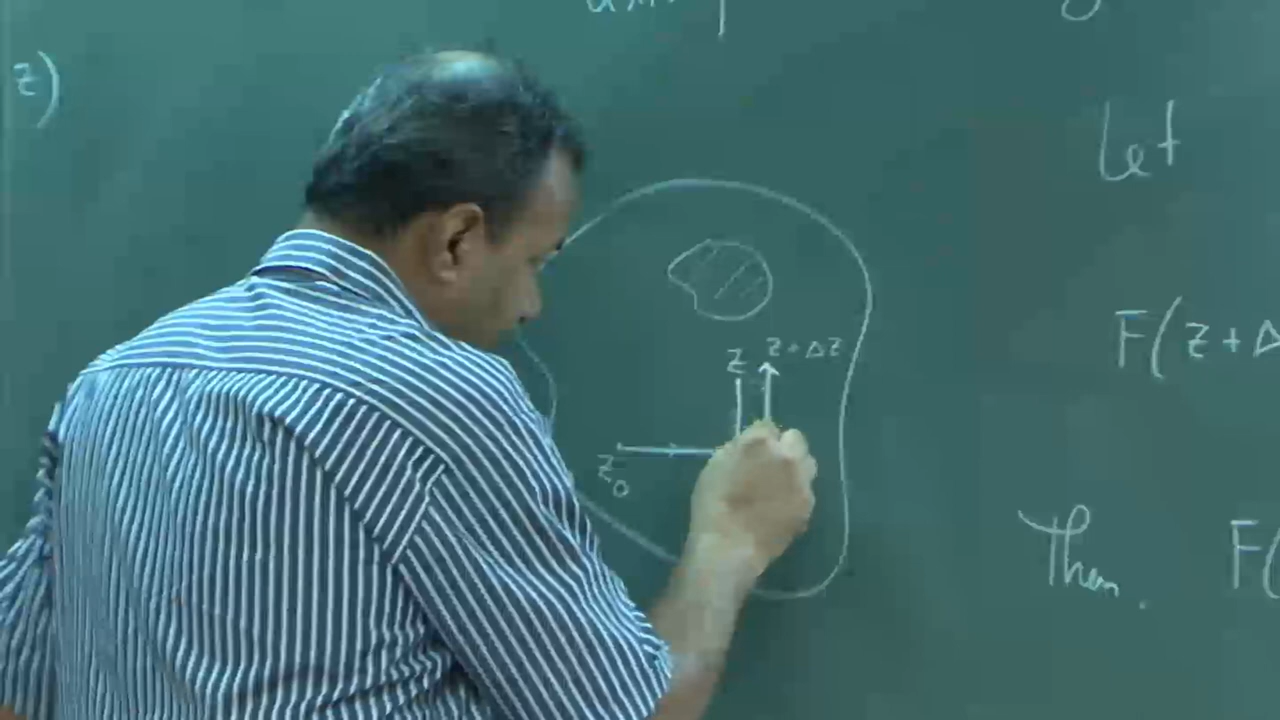 z)
Let
z z + Δz
F(z + Δ
z₀
Then. F(